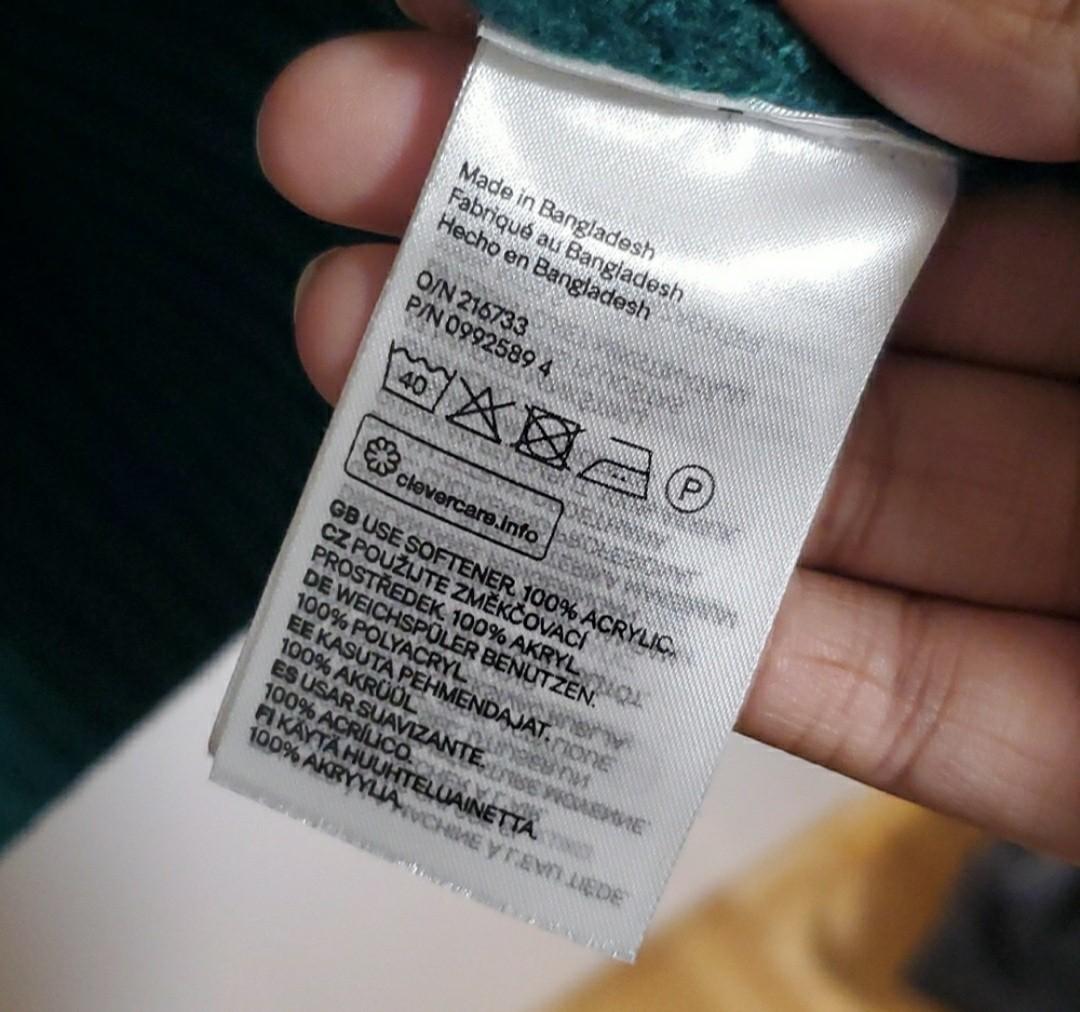 Made in Bangladesh
Fabriqué au Bangladesh
Hecho en Bangladesh
O/N 216733
P/N 0992589 4
40
P
clevercare.info
GB USE SOFTENER, 100% ACRYLIC.
CZ POUŽIJTE ZMĚKČOVACÍ
PROSTŘEDEK, 100% AKRYL
DE WEICHSPÜLER BENUTZEN.
100% POLYACRYL
EE KASUTA PEHMENDAJAT.
100% AKRÜÜL
ES USAR SUAVIZANTE.
100% ACRÍLICO.
FI KÄYTÄ HUUHTELUAINETTA.
100% AKRYYLIA.